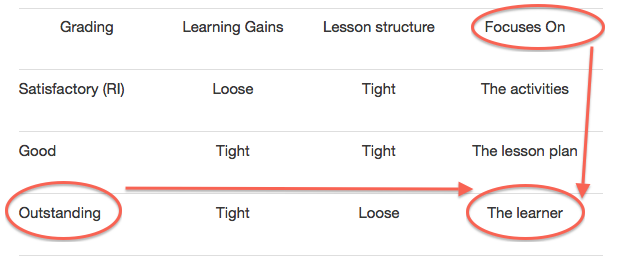 Grading Learning Gains Lesson structure Focuses On
Satisfactory (RI) Loose Tight The activities
Good Tight Tight The lesson plan
Outstanding Tight Loose The learner